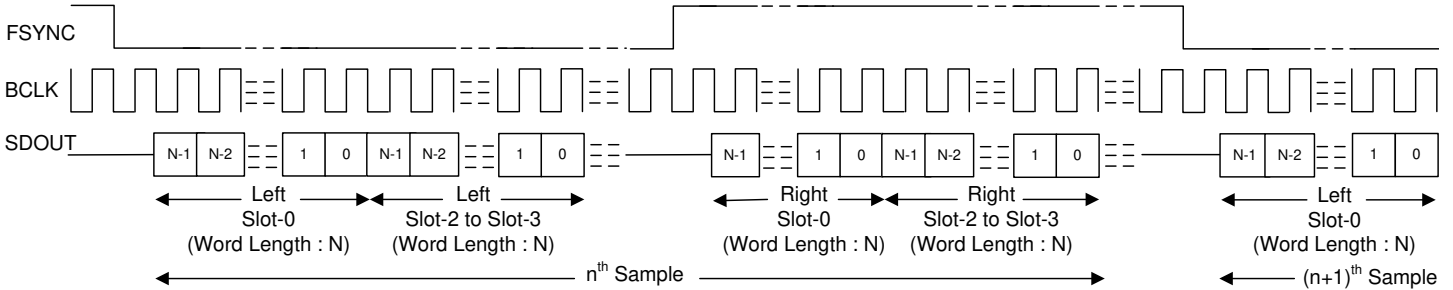 FSYNC
BCLK
SDOUT
N-1 N-2 1 0 N-1 N-2 1 0 N-1 1 0 N-1 N-2 1 0 N-1 N-2 1 0
Left Left Right Right Left
Slot-0 Slot-2 to Slot-3 Slot-0 Slot-2 to Slot-3 Slot-0
(Word Length : N) (Word Length : N) (Word Length : N) (Word Length : N) (Word Length : N)
nth Sample (n+1)th Sample